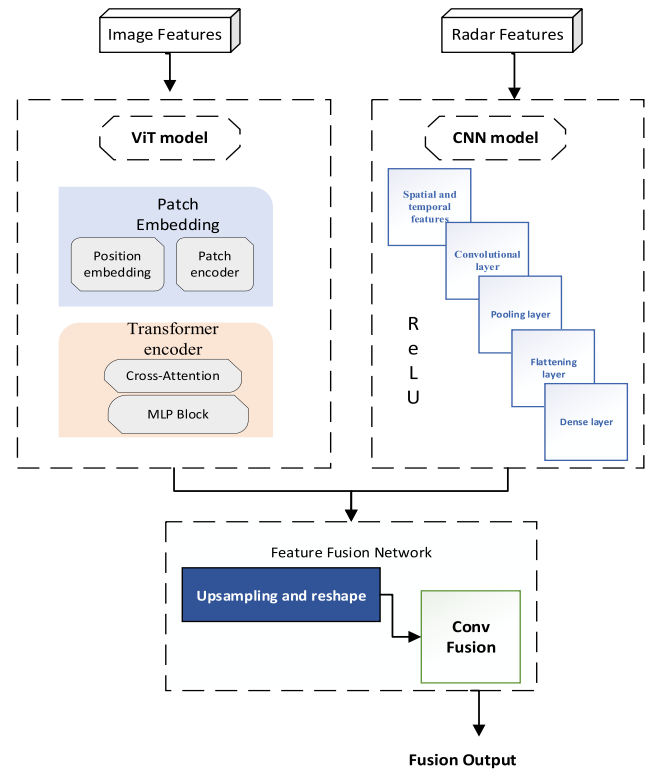 Image Features
Radar Features
ViT model
CNN model
Patch
Embedding
Position
embedding
Patch
encoder
Transformer
encoder
Cross-Attention
MLP Block
Spatial and
temporal
features
Convolutional
layer
Pooling layer
Flattening
layer
Dense layer
R
e
L
U
Feature Fusion Network
Upsampling and reshape
Conv
Fusion
Fusion Output